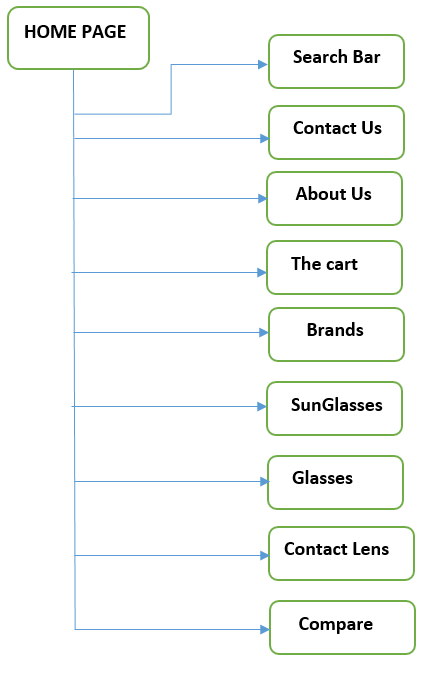 HOME PAGE
Search Bar
Contact Us
About Us
The cart
Brands
SunGlasses
Glasses
Contact Lens
Compare